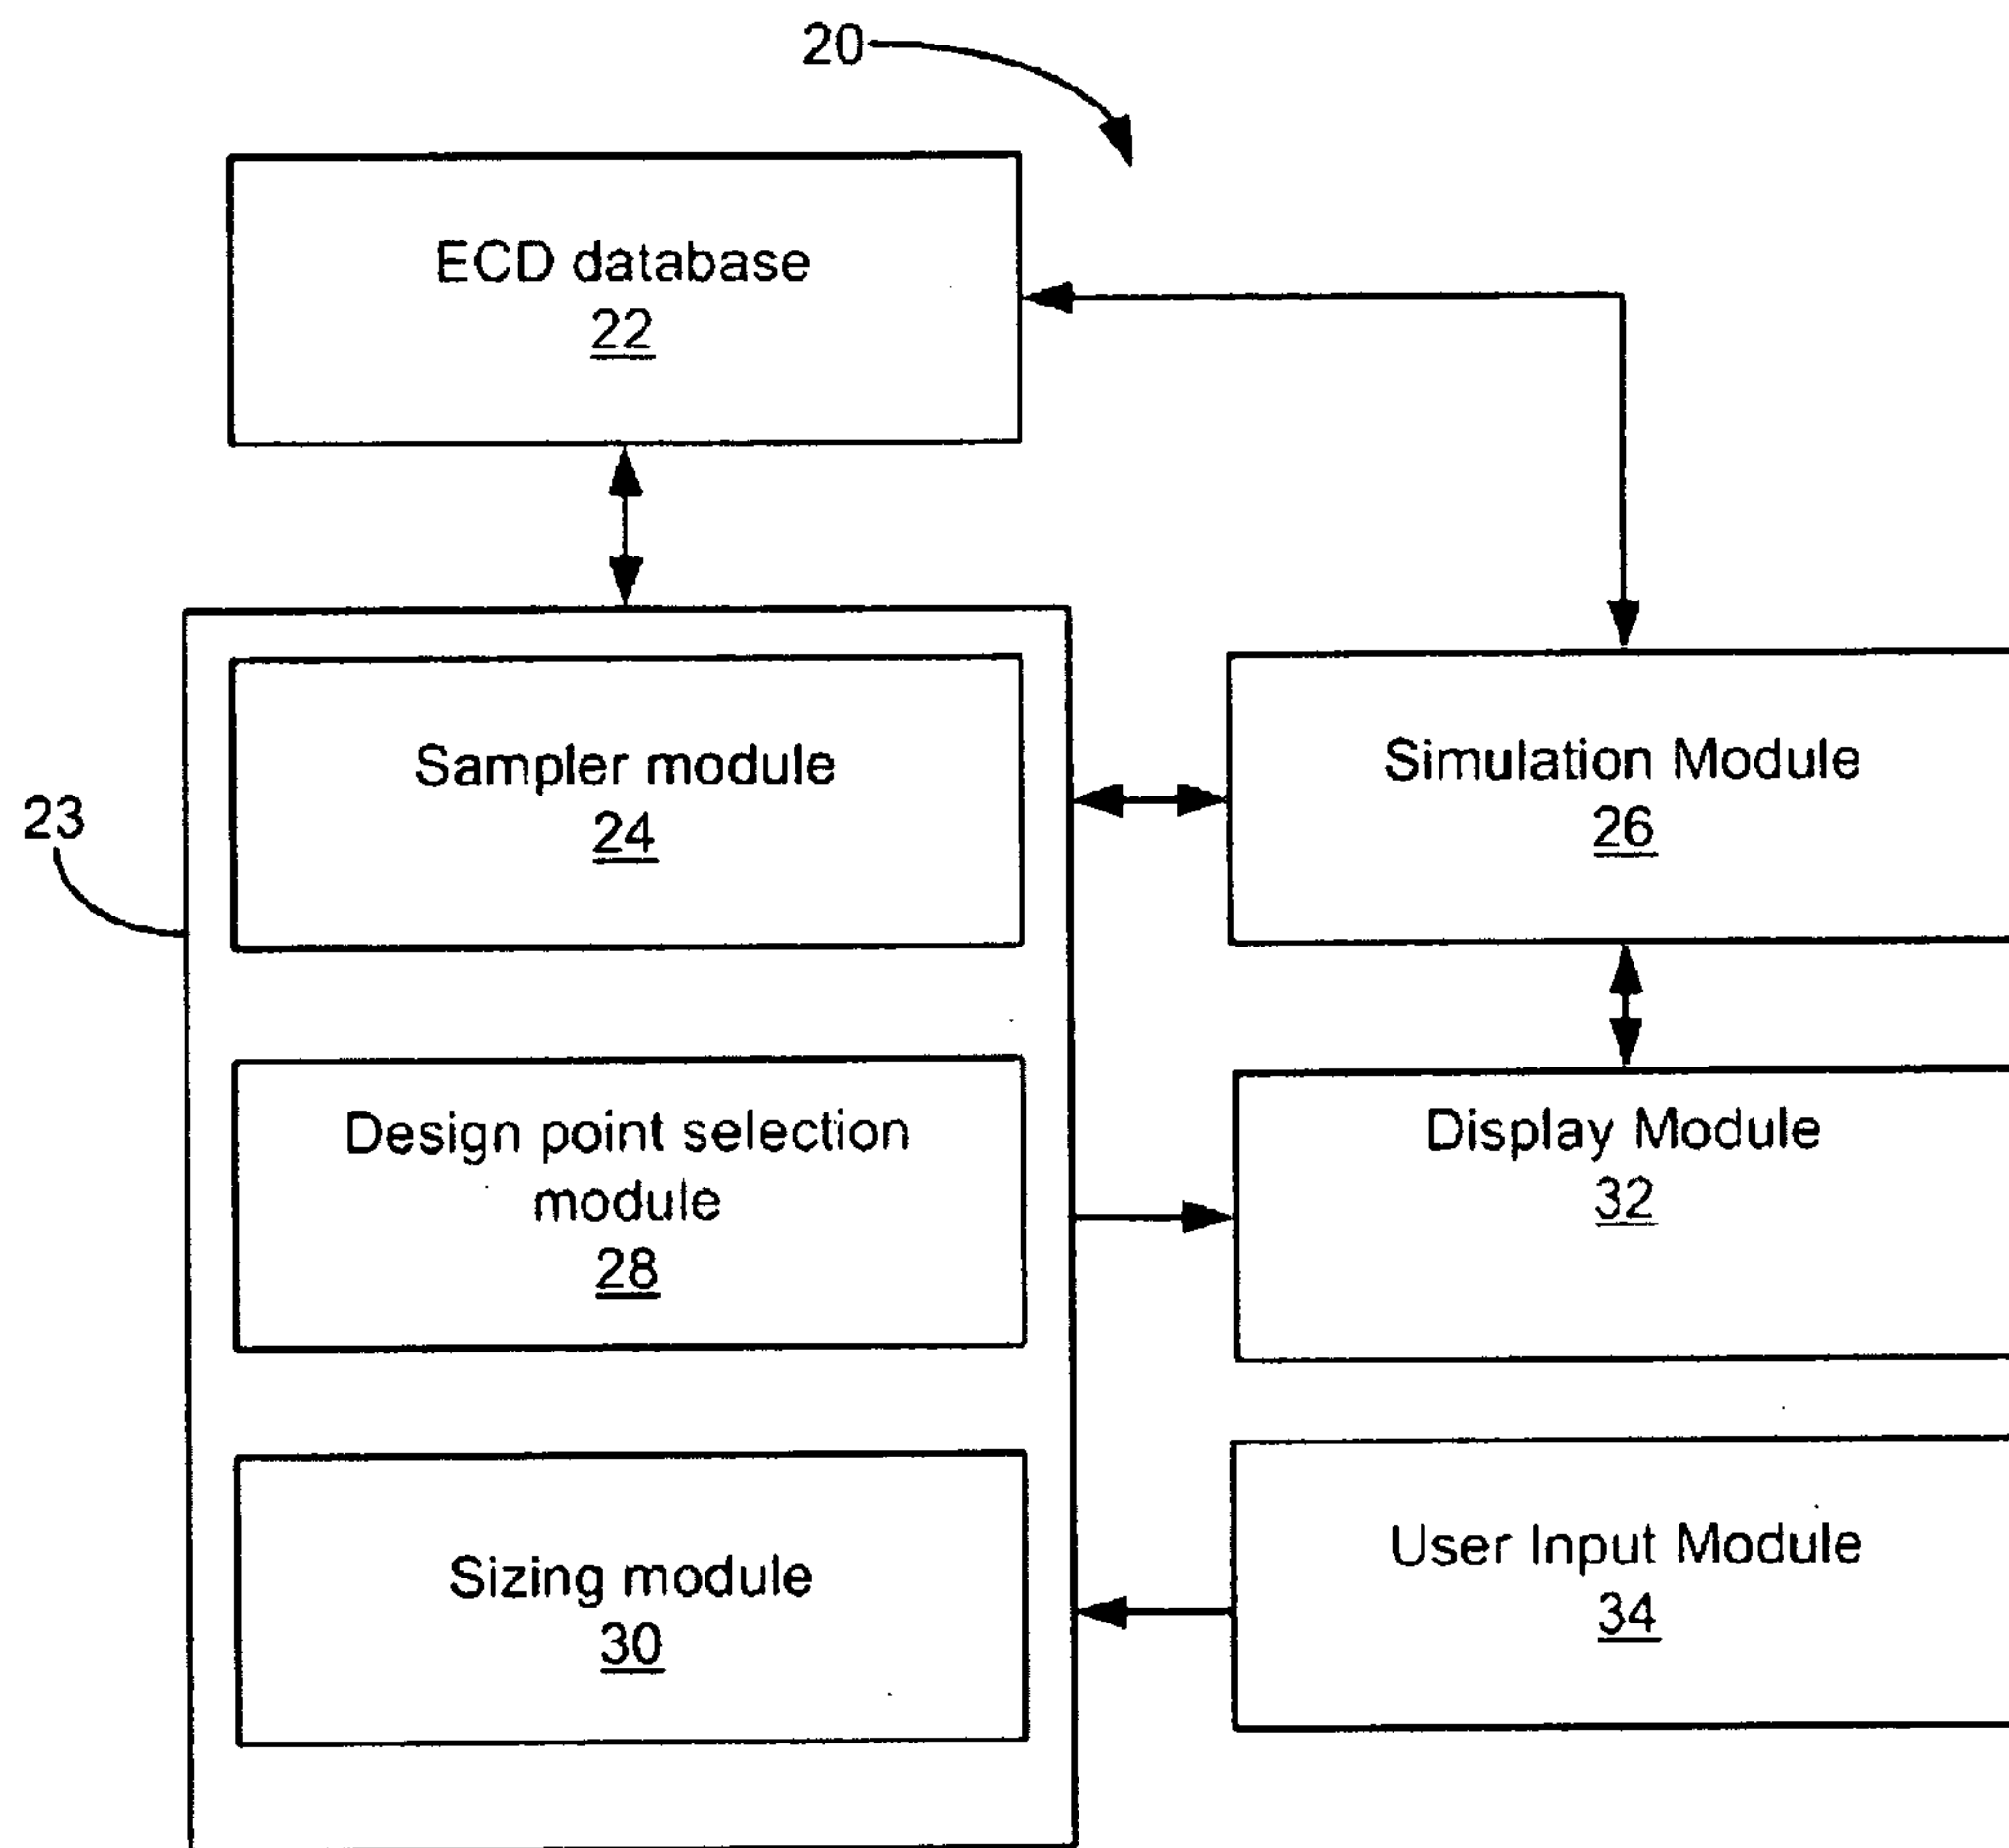 20
ECD database
22
Sampler module
24
Simulation Module
26
23
Design point selection
module
28
Display Module
32
Sizing module
30
User Input Module
34